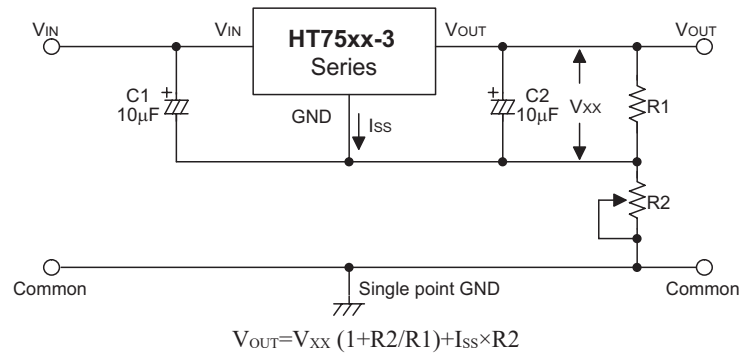 VIN
VIN
HT75xx-3
Series
VOUT
VOUT
C1
10μF
GND
ISS
C2
10μF
VXX
R1
R2
Common
Single point GND
Common
VOUT=VXX (1+R2/R1)+ISS×R2